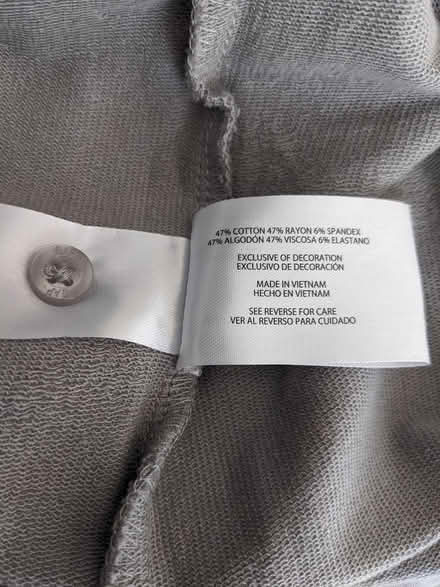 47% COTTON 47% RAYON 6% SPANDEX
47% ALGODÓN 47% VISCOSA 6% ELASTANO
EXCLUSIVE OF DECORATION
EXCLUSIVO DE DECORACIÓN
MADE IN VIETNAM
HECHO EN VIETNAM
SEE REVERSE FOR CARE
VER AL REVERSO PARA CUIDADO